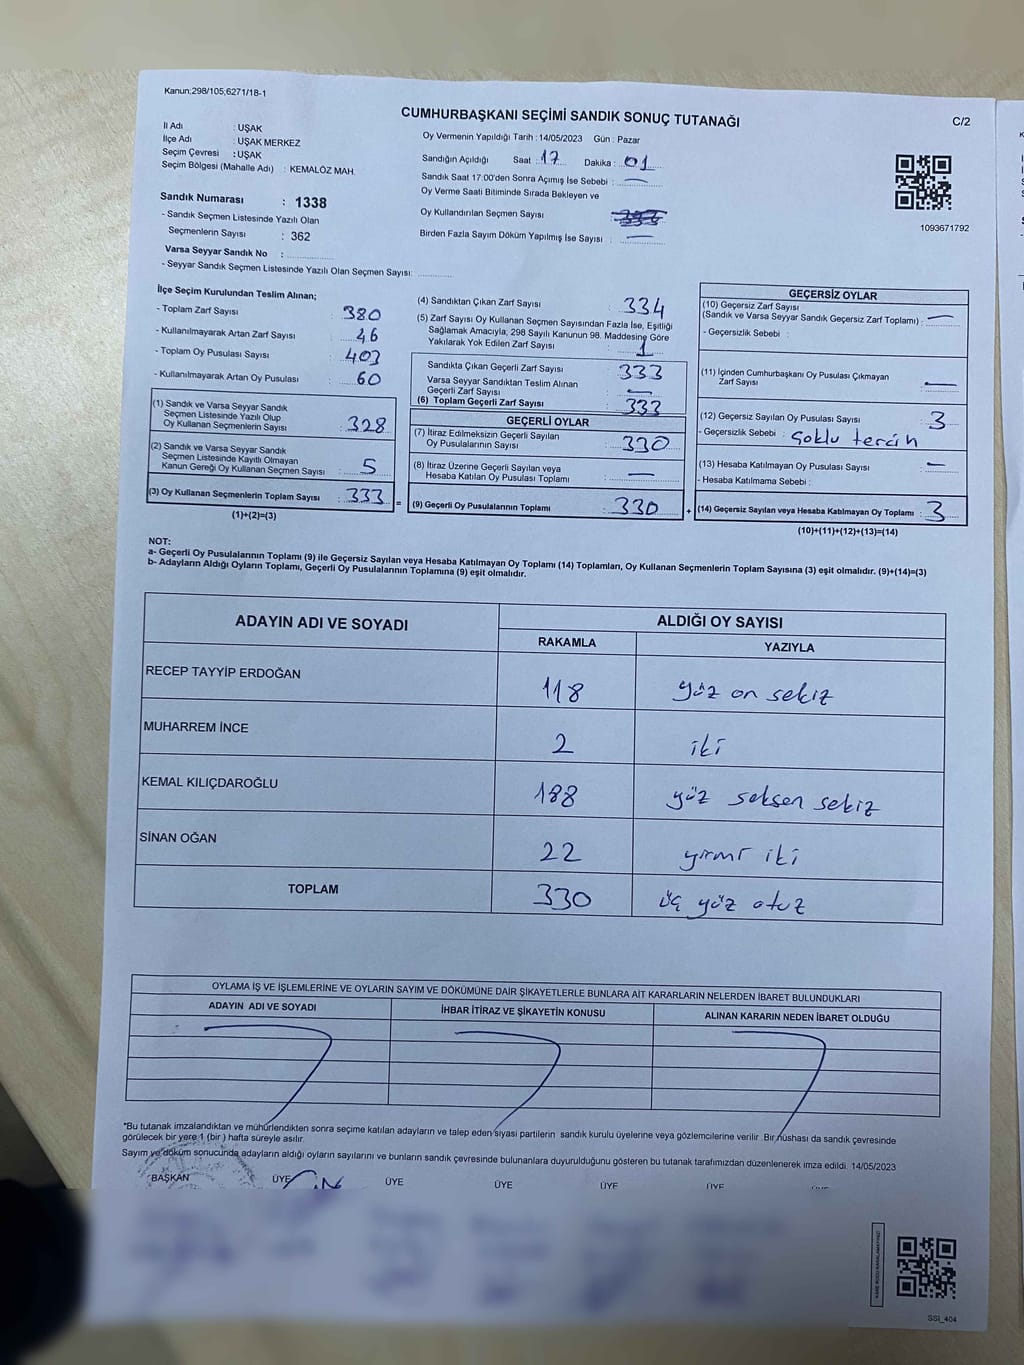 Kanun;298/105;6271/18-1
CUMHURBAŞKANI SEÇİMİ SANDIK SONUÇ TUTANAĞI
C/2
İl Adı : UŞAK
İlçe Adı : UŞAK MERKEZ
Seçim Çevresi : UŞAK
Seçim Bölgesi (Mahalle Adı) : KEMALÖZ MAH.
Oy Vermenin Yapıldığı Tarih : 14/05/2023 Gün : Pazar
Sandığın Açıldığı Saat : 17 Dakika : 01
Sandık Saat 17:00'den Sonra Açımış İse Sebebi : —
Oy Verme Saati Bitiminde Sırada Bekleyen ve
Oy Kullandırılan Seçmen Sayısı
Birden Fazla Sayım Döküm Yapılmış İse Sayısı : —
1093671792
Sandık Numarası : 1338
- Sandık Seçmen Listesinde Yazılı Olan
Seçmenlerin Sayısı : 362
Varsa Seyyar Sandık No :
- Seyyar Sandık Seçmen Listesinde Yazılı Olan Seçmen Sayısı:
İlçe Seçim Kurulundan Teslim Alınan;
- Toplam Zarf Sayısı : 380
- Kullanılmayarak Artan Zarf Sayısı : 46
- Toplam Oy Pusulası Sayısı : 403
- Kullanılmayarak Artan Oy Pusulası : 60
(1) Sandık ve Varsa Seyyar Sandık
Seçmen Listesinde Yazılı Olup
Oy Kullanan Seçmenlerin Sayısı : 328
(2) Sandık ve Varsa Seyyar Sandık
Seçmen Listesinde Kayıtlı Olmayan
Kanun Gereği Oy Kullanan Seçmen Sayısı : 5
(3) Oy Kullanan Seçmenlerin Toplam Sayısı : 333
(1)+(2)=(3)
=
(4) Sandıktan Çıkan Zarf Sayısı : 334
(5) Zarf Sayısı Oy Kullanan Seçmen Sayısından Fazla İse, Eşitliği
Sağlamak Amacıyla; 298 Sayılı Kanunun 98. Maddesine Göre
Yakılarak Yok Edilen Zarf Sayısı : 1
Sandıkta Çıkan Geçerli Zarf Sayısı : 333
Varsa Seyyar Sandıktan Teslim Alınan
Geçerli Zarf Sayısı : —
(6) Toplam Geçerli Zarf Sayısı : 333
GEÇERLİ OYLAR
(7) İtiraz Edilmeksizin Geçerli Sayılan
Oy Pusulalarının Sayısı : 330
(8) İtiraz Üzerine Geçerli Sayılan veya
Hesaba Katılan Oy Pusulası Toplamı : —
(9) Geçerli Oy Pusulalarının Toplamı : 330
+
GEÇERSİZ OYLAR
(10) Geçersiz Zarf Sayısı
(Sandık ve Varsa Seyyar Sandık Geçersiz Zarf Toplamı) : —
- Geçersizlik Sebebi :
(11) İçinden Cumhurbaşkanı Oy Pusulası Çıkmayan
Zarf Sayısı : —
(12) Geçersiz Sayılan Oy Pusulası Sayısı : 3
- Geçersizlik Sebebi : Çoklu tercih
(13) Hesaba Katılmayan Oy Pusulası Sayısı : —
- Hesaba Katılmama Sebebi :
(14) Geçersiz Sayılan veya Hesaba Katılmayan Oy Toplamı : 3
(10)+(11)+(12)+(13)=(14)
NOT:
a- Geçerli Oy Pusulalarının Toplamı (9) ile Geçersiz Sayılan veya Hesaba Katılmayan Oy Toplamı (14) Toplamları, Oy Kullanan Seçmenlerin Toplam Sayısına (3) eşit olmalıdır. (9)+(14)=(3)
b- Adayların Aldığı Oyların Toplamı, Geçerli Oy Pusulalarının Toplamına (9) eşit olmalıdır.
ADAYIN ADI VE SOYADI
ALDIĞI OY SAYISI
RAKAMLA YAZIYLA
RECEP TAYYİP ERDOĞAN 118 yüz on sekiz
MUHARREM İNCE 2 iki
KEMAL KILIÇDAROĞLU 188 yüz seksen sekiz
SİNAN OĞAN 22 yirmi iki
TOPLAM 330 üç yüz otuz
OYLAMA İŞ VE İŞLEMLERİNE VE OYLARIN SAYIM VE DÖKÜMÜNE DAİR ŞİKAYETLERLE BUNLARA AİT KARARLARIN NELERDEN İBARET BULUNDUKLARI
ADAYIN ADI VE SOYADI İHBAR İTİRAZ VE ŞİKAYETİN KONUSU ALINAN KARARIN NEDEN İBARET OLDUĞU
*Bu tutanak imzalandıktan ve mühürlendikten sonra seçime katılan adayların ve talep eden siyasi partilerin sandık kurulu üyelerine veya gözlemcilerine verilir .Bir nüshası da sandık çevresinde
görülecek bir yere 1 (bir ) hafta süreyle asılır.
Sayım ve döküm sonucunda adayların aldığı oyların sayılarını ve bunların sandık çevresinde bulunanlara duyurulduğunu gösteren bu tutanak tarafımızdan düzenlenerek imza edildi. 14/05/2023
BAŞKAN ÜYE ÜYE ÜYE ÜYE ÜYE
SSİ_404